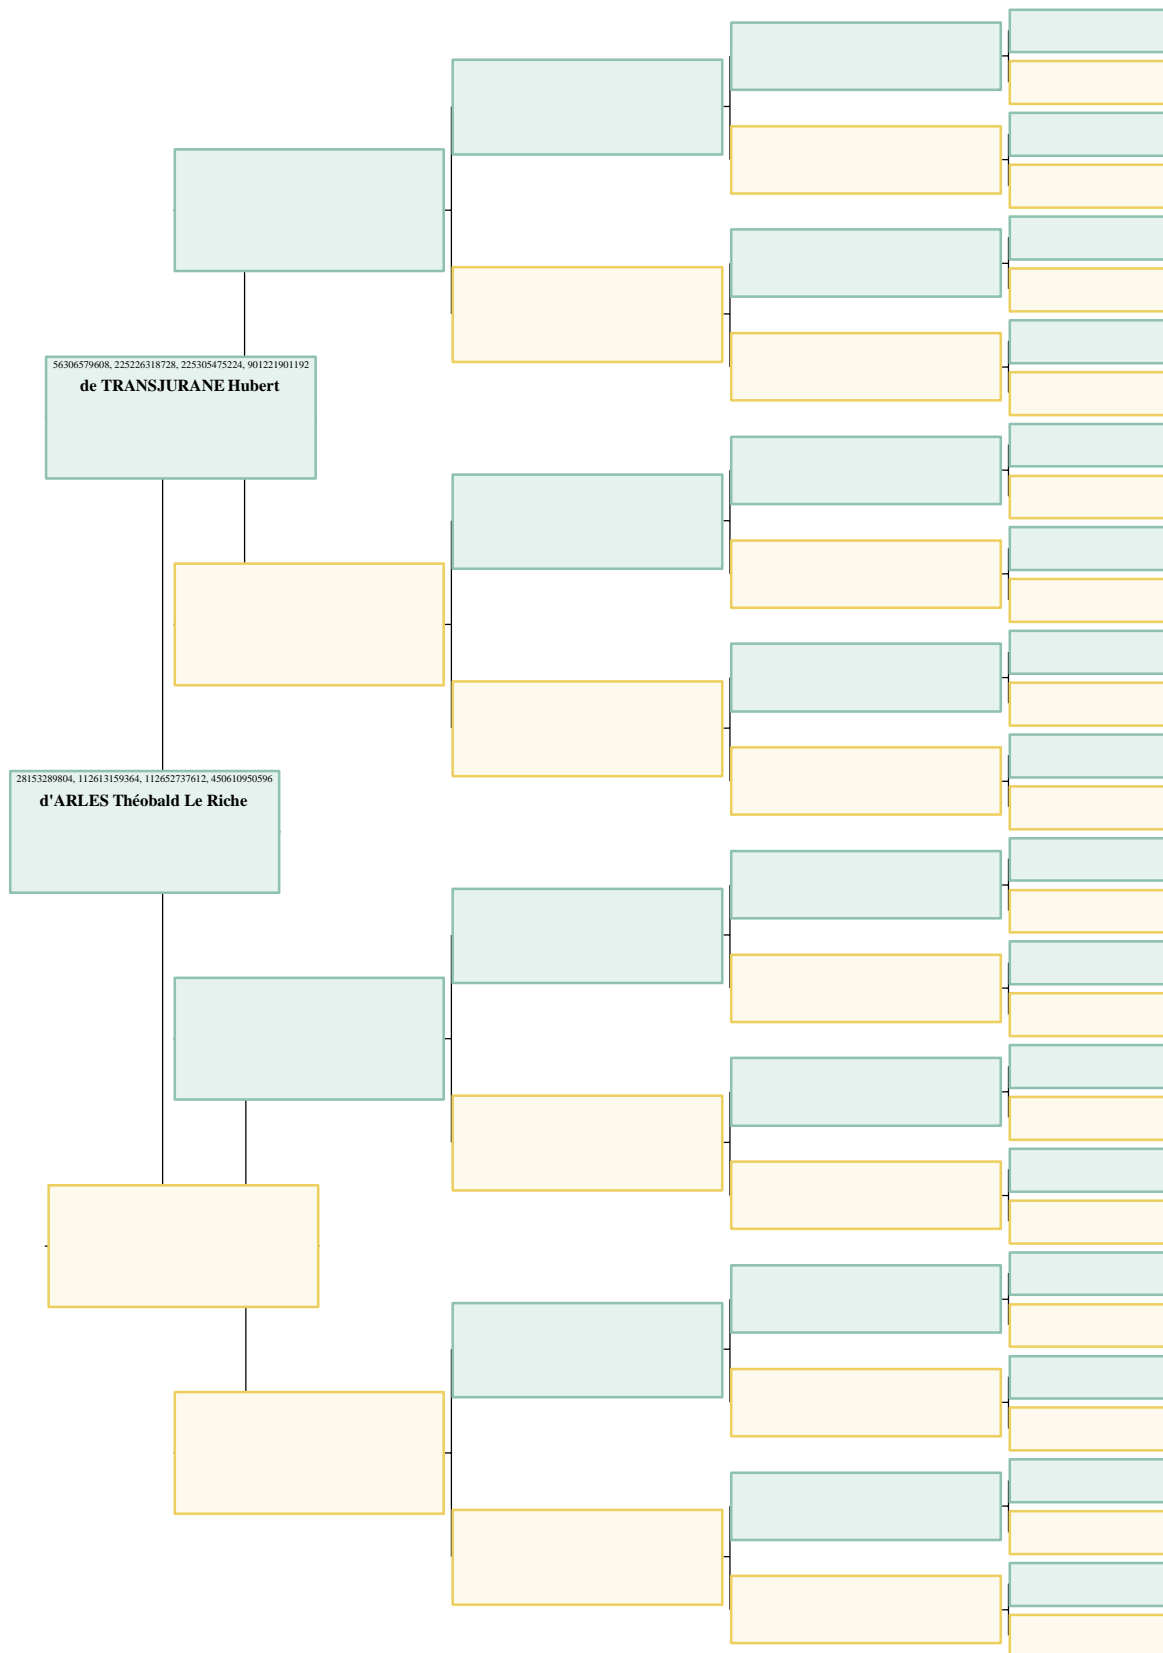 56306579608, 225226318728, 225305475224, 901221901192
de TRANSJURANE Hubert
28153289804, 112613159364, 112652737612, 450610950596
d'ARLES Théobald Le Riche